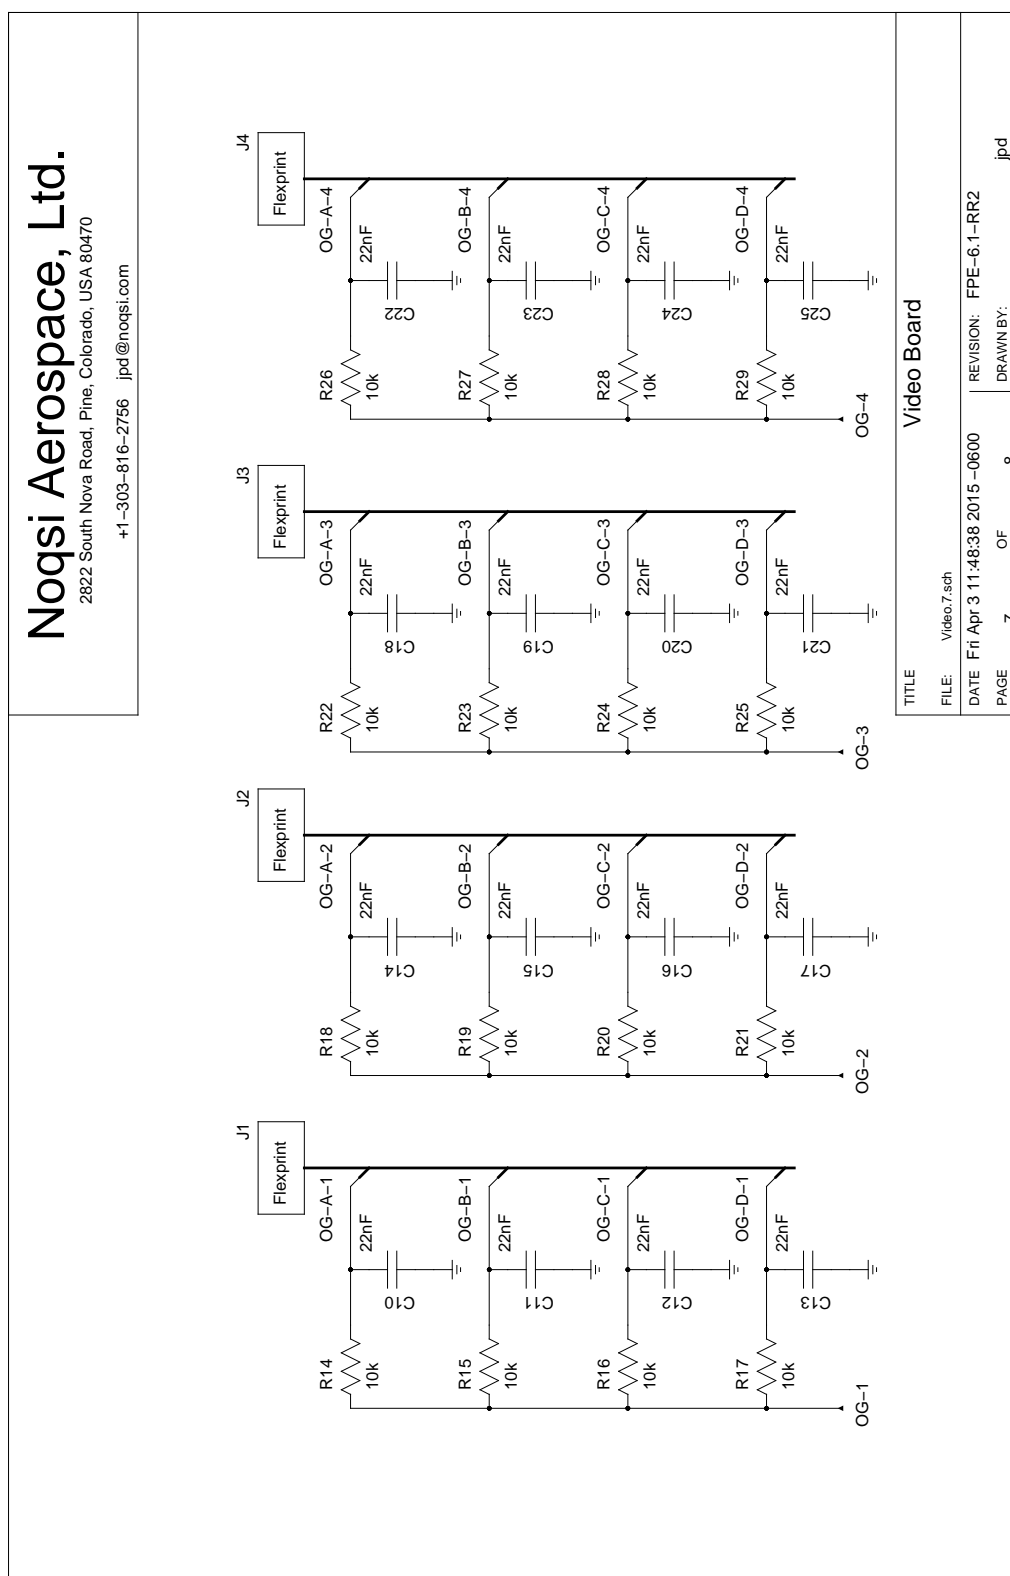 Noqsi Aerospace, Ltd.
2822 South Nova Road, Pine, Colorado, USA 80470
+1−303−816−2756 jpd@noqsi.com
J1
Flexprint
OG−A−1
22nF
C10
R14
10k
OG−B−1
22nF
C11
R15
10k
OG−C−1
22nF
C12
R16
10k
OG−D−1
22nF
C13
R17
10k
OG−1
J2
Flexprint
OG−A−2
22nF
C14
R18
10k
OG−B−2
22nF
C15
R19
10k
OG−C−2
22nF
C16
R20
10k
OG−D−2
22nF
C17
R21
10k
OG−2
J3
Flexprint
OG−A−3
22nF
C18
R22
10k
OG−B−3
22nF
C19
R23
10k
OG−C−3
22nF
C20
R24
10k
OG−D−3
22nF
C21
R25
10k
OG−3
J4
Flexprint
OG−A−4
22nF
C22
R26
10k
OG−B−4
22nF
C23
R27
10k
OG−C−4
22nF
C24
R28
10k
OG−D−4
22nF
C25
R29
10k
OG−4
TITLE
Video Board
FILE: Video.7.sch
DATE Fri Apr 3 11:48:38 2015 −0600
REVISION: FPE−6.1−RR2
PAGE 7 OF
DRAWN BY: jpd